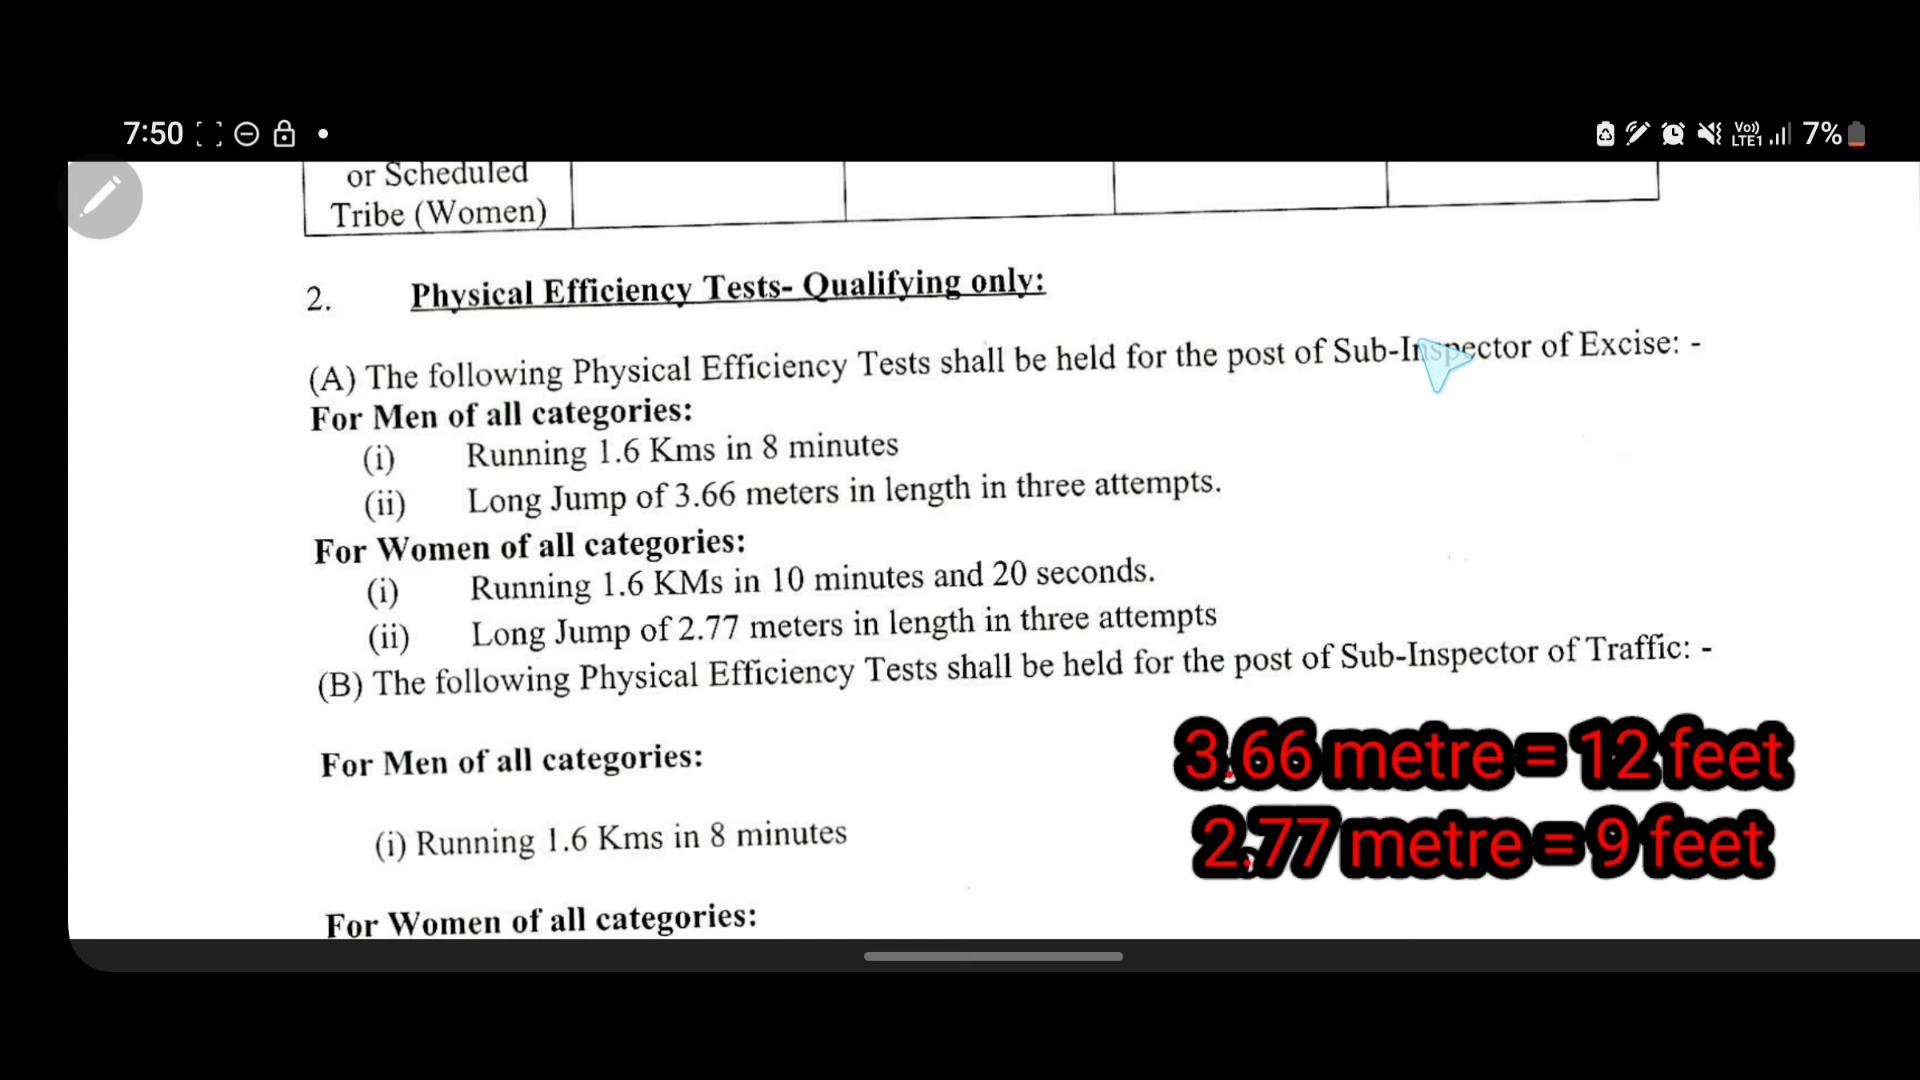 7:50
Vo)) LTE1 7%
or Scheduled
Tribe (Women)
2. Physical Efficiency Tests- Qualifying only:
(A) The following Physical Efficiency Tests shall be held for the post of Sub-Inspector of Excise: -
For Men of all categories:
(i) Running 1.6 Kms in 8 minutes
(ii) Long Jump of 3.66 meters in length in three attempts.
For Women of all categories:
(i) Running 1.6 KMs in 10 minutes and 20 seconds.
(ii) Long Jump of 2.77 meters in length in three attempts
(B) The following Physical Efficiency Tests shall be held for the post of Sub-Inspector of Traffic: -
For Men of all categories:
(i) Running 1.6 Kms in 8 minutes
For Women of all categories:
3.66 metre = 12 feet
2.77 metre = 9 feet